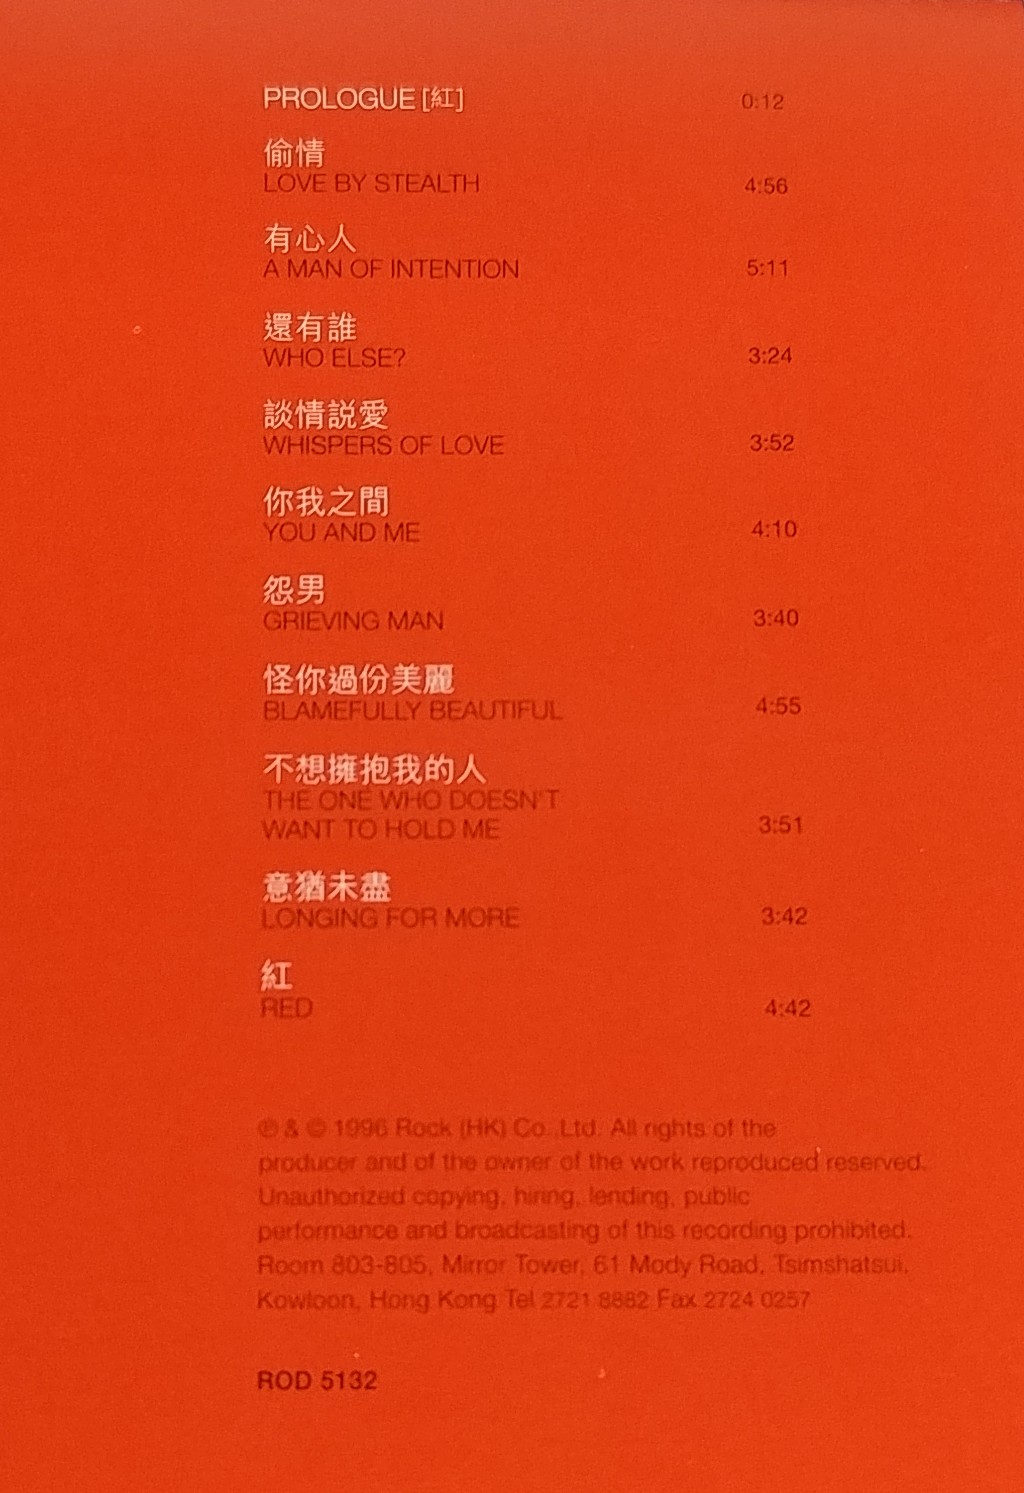 PROLOGUE [紅] 0:12
偷情
LOVE BY STEALTH 4:56
有心人
A MAN OF INTENTION 5:11
還有誰
WHO ELSE? 3:24
談情説愛
WHISPERS OF LOVE 3:52
你我之間
YOU AND ME 4:10
怨男
GRIEVING MAN 3:40
怪你過份美麗
BLAMEFULLY BEAUTIFUL 4:55
不想擁抱我的人
THE ONE WHO DOESN'T
WANT TO HOLD ME 3:51
意猶未盡
LONGING FOR MORE 3:42
紅
RED 4:42
℗ & © 1996 Rock (HK) Co., Ltd. All rights of the
producer and of the owner of the work reproduced reserved.
Unauthorized copying, hiring, lending, public
performance and broadcasting of this recording prohibited.
Room 803-805, Mirror Tower, 61 Mody Road, Tsimshatsui,
Kowloon, Hong Kong Tel 2721 8882 Fax 2724 0257
ROD 5132